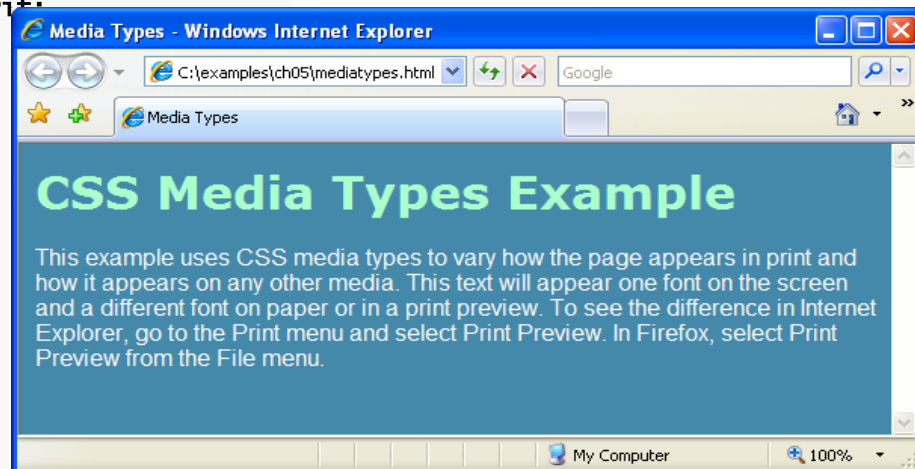 Media Types - Windows Internet Explorer
C:\examples\ch05\mediatypes.html
Google
Media Types
CSS Media Types Example
This example uses CSS media types to vary how the page appears in print and
how it appears on any other media. This text will appear one font on the screen
and a different font on paper or in a print preview. To see the difference in Internet
Explorer, go to the Print menu and select Print Preview. In Firefox, select Print
Preview from the File menu.
My Computer
100%